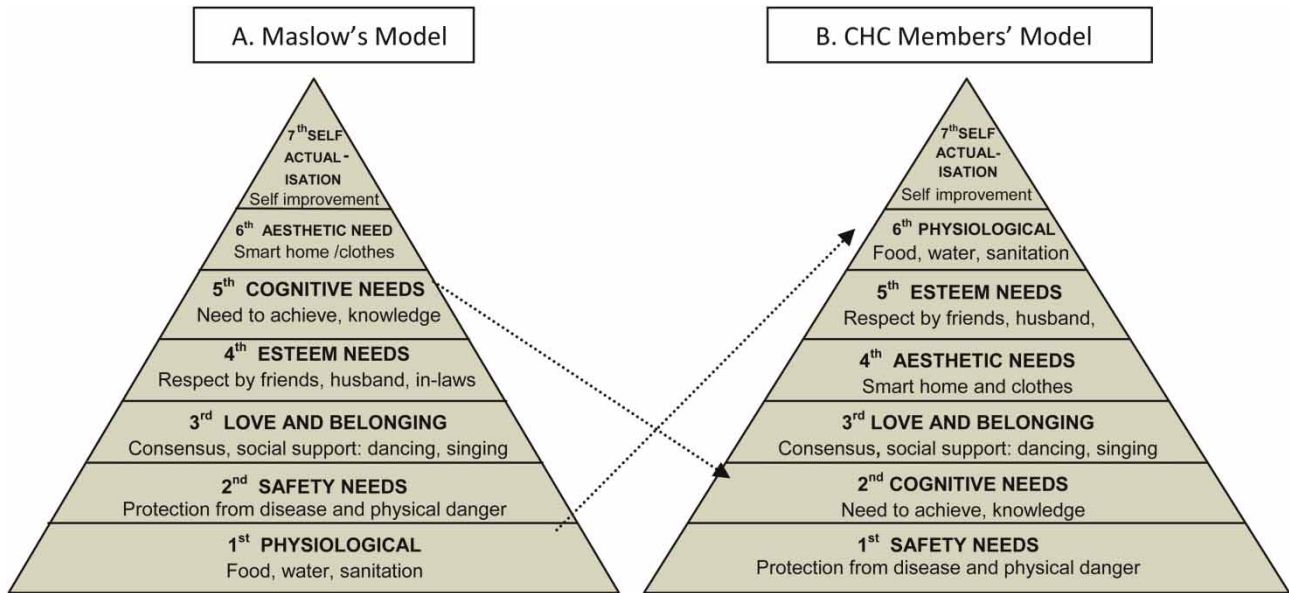 A. Maslow's Model
7th SELF
ACTUAL -
ISATION
Self improvement
6th AESTHETIC NEED
Smart home /clothes
5th COGNITIVE NEEDS
Need to achieve, knowledge
4th ESTEEM NEEDS
Respect by friends, husband, in-laws
3rd LOVE AND BELONGING
Consensus, social support: dancing, singing
2nd SAFETY NEEDS
Protection from disease and physical danger
1st PHYSIOLOGICAL
Food, water, sanitation
B. CHC Members' Model
7th SELF
ACTUAL-
ISATION
Self improvement
6th PHYSIOLOGICAL
Food, water, sanitation
5th ESTEEM NEEDS
Respect by friends, husband,
4th AESTHETIC NEEDS
Smart home and clothes
3rd LOVE AND BELONGING
Consensus, social support: dancing, singing
2nd COGNITIVE NEEDS
Need to achieve, knowledge
1st SAFETY NEEDS
Protection from disease and physical danger